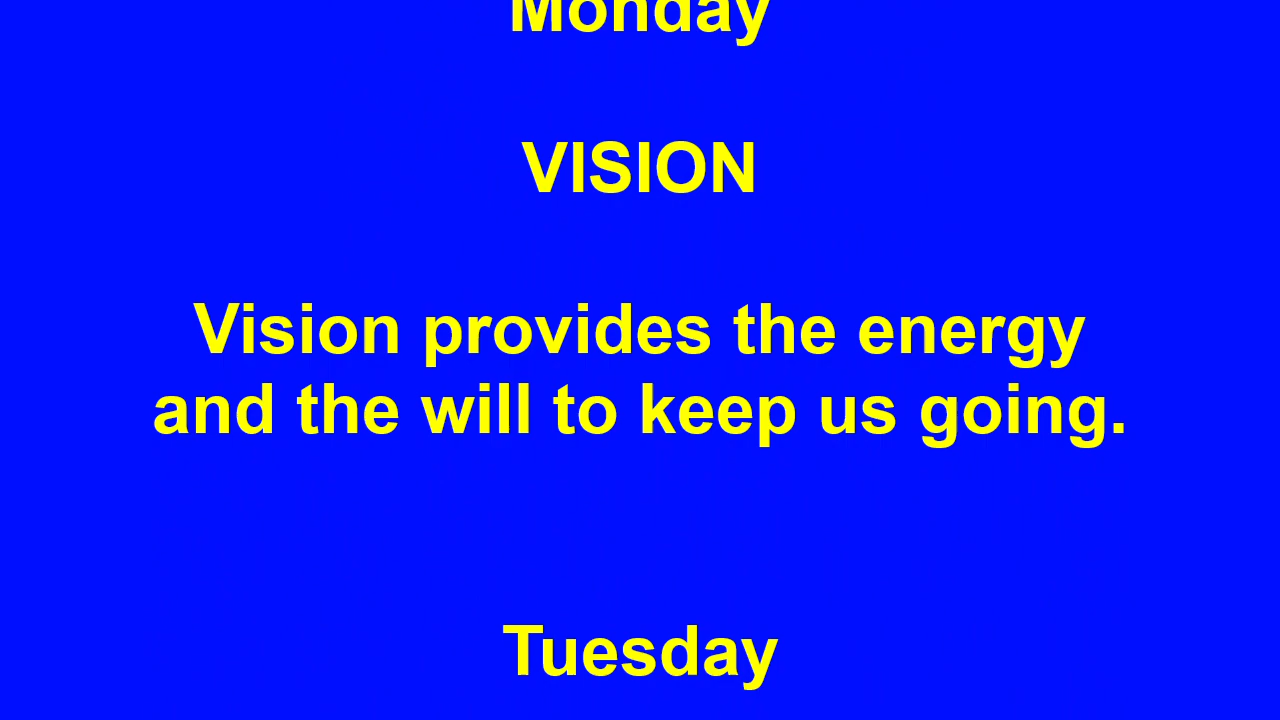 Monday
VISION
Vision provides the energy
and the will to keep us going.
Tuesday